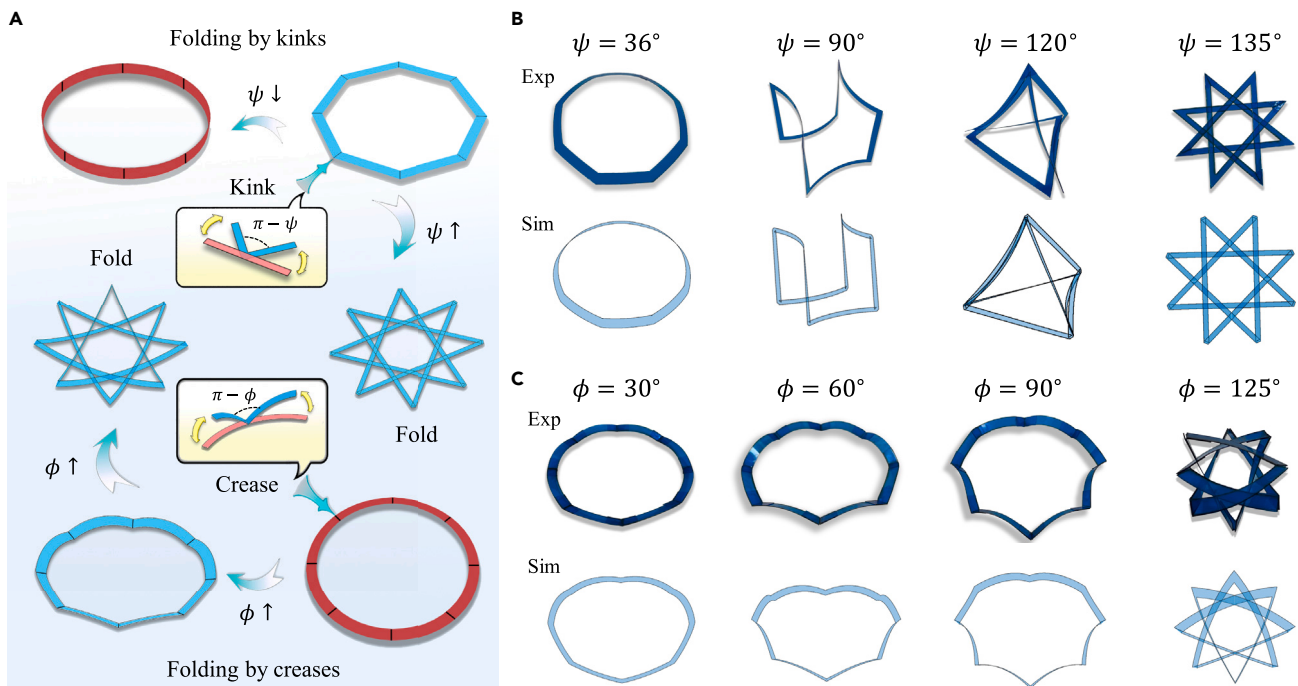 A
Folding by kinks
ψ ↓
Kink
π − ψ
ψ ↑
Fold
π − ϕ
Fold
ϕ ↑
Crease
ϕ ↑
Folding by creases
B
ψ = 36°
ψ = 90°
ψ = 120°
ψ = 135°
Exp
Sim
C
ϕ = 30°
ϕ = 60°
ϕ = 90°
ϕ = 125°
Exp
Sim